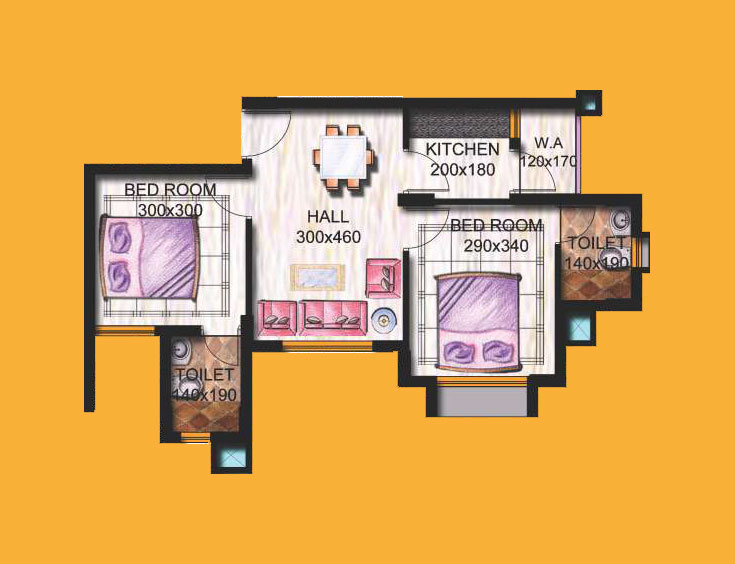 KITCHEN
200x180
W.A
120x170
BED ROOM
300x300
HALL
300x460
BED ROOM
290x340
TOILET
140x190
TOILET
140x190